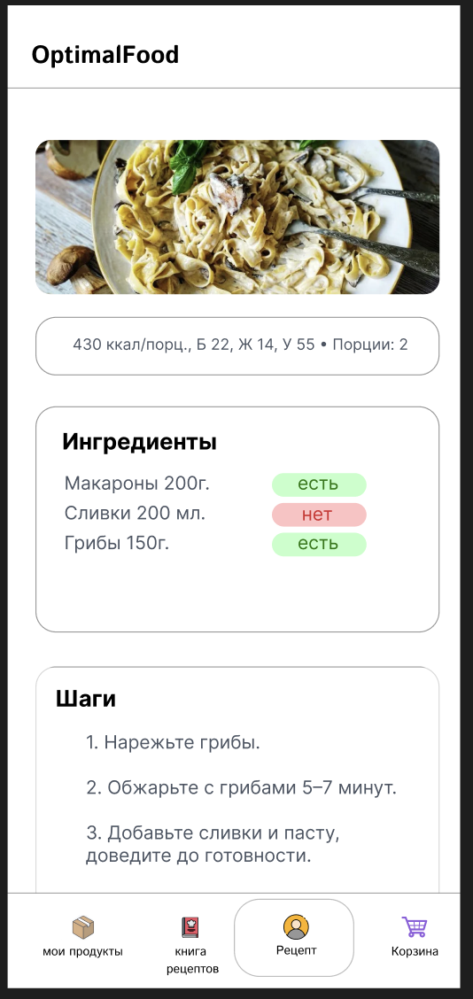 OptimalFood
430 ккал/порц., Б 22, Ж 14, У 55 • Порции: 2
Ингредиенты
Макароны 200г. есть
Сливки 200 мл. нет
Грибы 150г. есть
Шаги
1. Нарежьте грибы.
2. Обжарьте с грибами 5–7 минут.
3. Добавьте сливки и пасту,
доведите до готовности.
мои продукты
книга
рецептов
Рецепт
Корзина